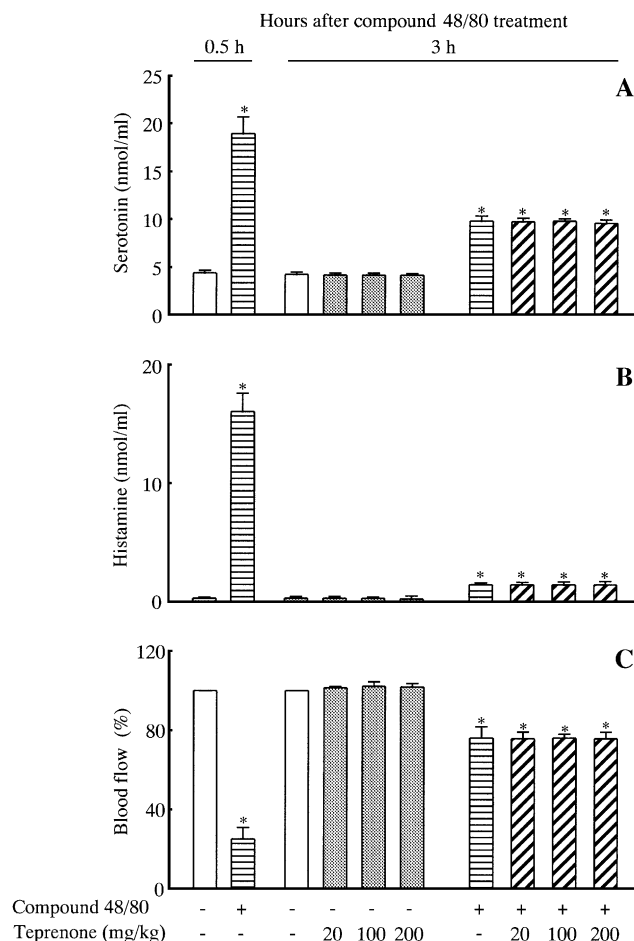 Hours after compound 48/80 treatment
0.5 h 3 h
A
25
20
15
10
5
0
Serotonin (nmol/ml)
* * * * *
B
20
10
0
Histamine (nmol/ml)
* * * * *
C
120
80
40
0
Blood flow (%)
* * * * *
Compound 48/80 - + - - - - + + + +
Teprenone (mg/kg) - - - 20 100 200 - 20 100 200